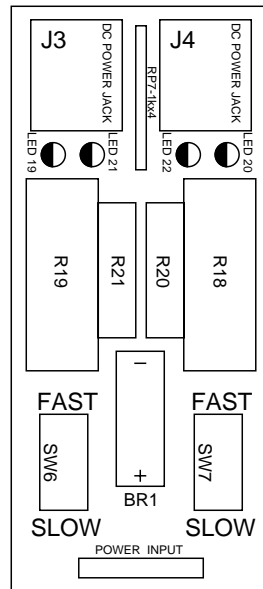 J3
DC POWER JACK
RP7-1kx4
J4
DC POWER JACK
LED 19
LED 21
LED 22
LED 20
R19
R21
R20
R18
−
+
BR1
FAST
SW6
SLOW
FAST
SW7
SLOW
POWER INPUT